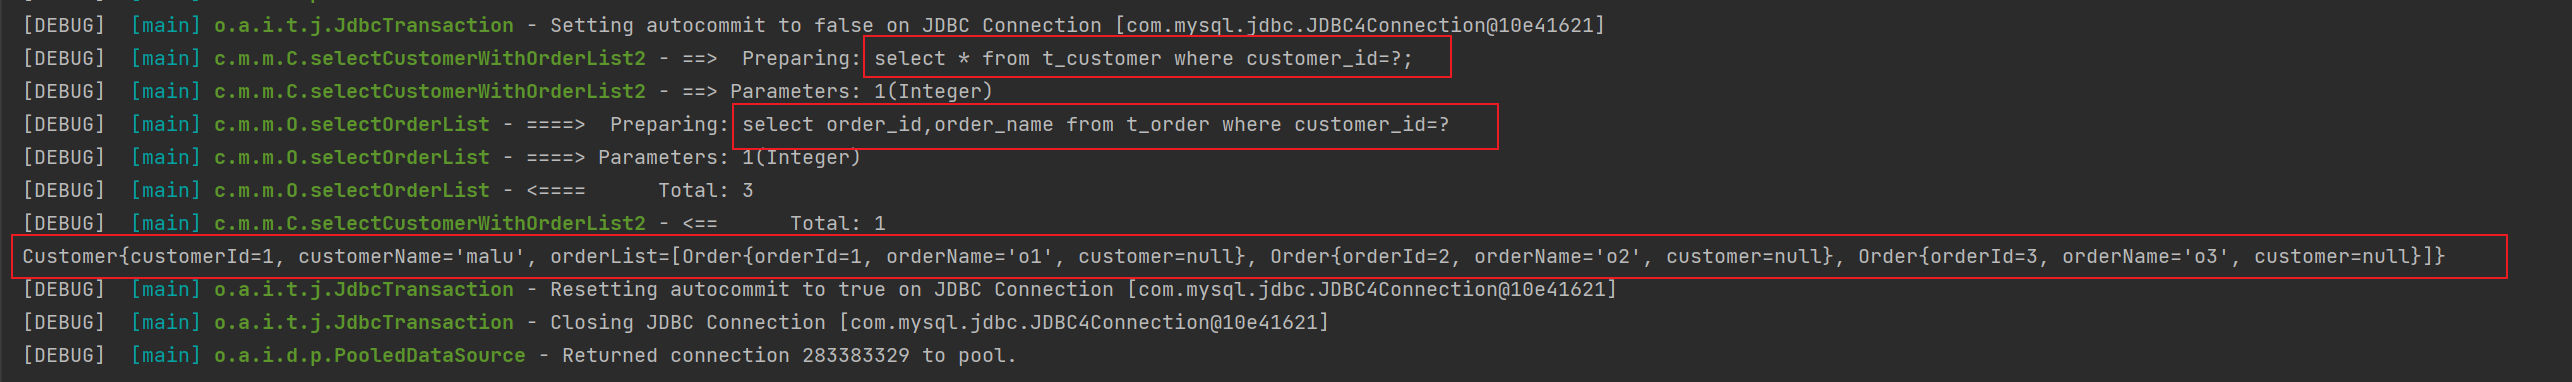 [DEBUG] [main] o.a.i.t.j.JdbcTransaction - Setting autocommit to false on JDBC Connection [com.mysql.jdbc.JDBC4Connection@10e41621]
[DEBUG] [main] c.m.m.C.selectCustomerWithOrderList2 - ==> Preparing: select * from t_customer where customer_id=?;
[DEBUG] [main] c.m.m.C.selectCustomerWithOrderList2 - ==> Parameters: 1(Integer)
[DEBUG] [main] c.m.m.O.selectOrderList - ====> Preparing: select order_id,order_name from t_order where customer_id=?
[DEBUG] [main] c.m.m.O.selectOrderList - ====> Parameters: 1(Integer)
[DEBUG] [main] c.m.m.O.selectOrderList - <==== Total: 3
[DEBUG] [main] c.m.m.C.selectCustomerWithOrderList2 - <== Total: 1
Customer{customerId=1, customerName='malu', orderList=[Order{orderId=1, orderName='o1', customer=null}, Order{orderId=2, orderName='o2', customer=null}, Order{orderId=3, orderName='o3', customer=null}]}
[DEBUG] [main] o.a.i.t.j.JdbcTransaction - Resetting autocommit to true on JDBC Connection [com.mysql.jdbc.JDBC4Connection@10e41621]
[DEBUG] [main] o.a.i.t.j.JdbcTransaction - Closing JDBC Connection [com.mysql.jdbc.JDBC4Connection@10e41621]
[DEBUG] [main] o.a.i.d.p.PooledDataSource - Returned connection 283383329 to pool.